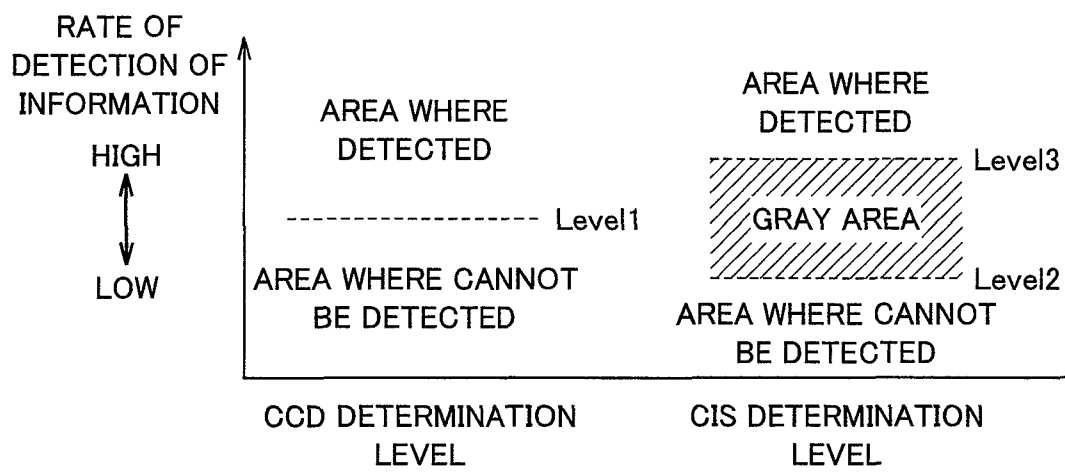 RATE OF
DETECTION OF
INFORMATION
HIGH
LOW
AREA WHERE
DETECTED
Level1
AREA WHERE CANNOT
BE DETECTED
AREA WHERE
DETECTED
Level3
GRAY AREA
Level2
AREA WHERE CANNOT
BE DETECTED
CCD DETERMINATION
LEVEL
CIS DETERMINATION
LEVEL